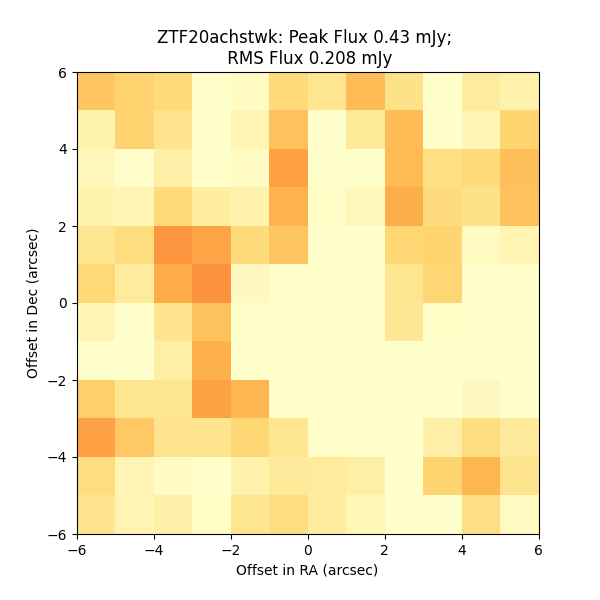 ZTF20achstwk: Peak Flux 0.43 mJy;
RMS Flux 0.208 mJy
6
4
2
0
−2
−4
−6
Offset in Dec (arcsec)
−6 −4 −2 0 2 4 6
Offset in RA (arcsec)